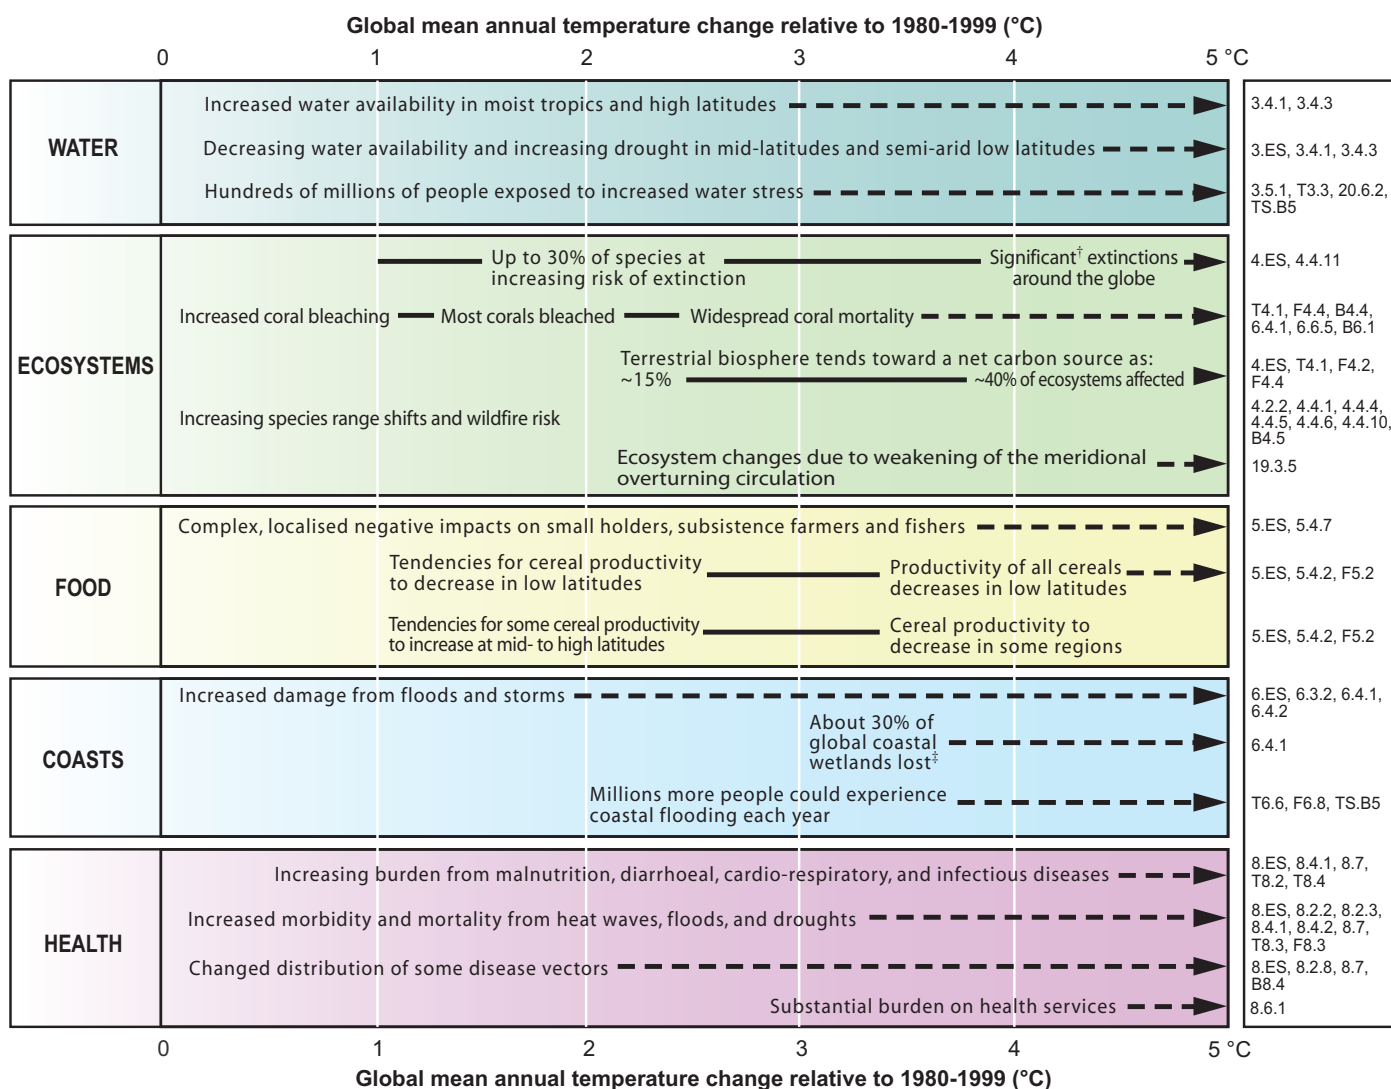 Global mean annual temperature change relative to 1980-1999 (°C)
0 1 2 3 4 5 °C
WATER
Increased water availability in moist tropics and high latitudes
3.4.1, 3.4.3
Decreasing water availability and increasing drought in mid-latitudes and semi-arid low latitudes
3.ES, 3.4.1, 3.4.3
Hundreds of millions of people exposed to increased water stress
3.5.1, T3.3, 20.6.2,
TS.B5
ECOSYSTEMS
Up to 30% of species at
increasing risk of extinction
Significant† extinctions
around the globe
4.ES, 4.4.11
Increased coral bleaching
Most corals bleached
Widespread coral mortality
T4.1, F4.4, B4.4,
6.4.1, 6.6.5, B6.1
Terrestrial biosphere tends toward a net carbon source as:
~15%
~40% of ecosystems affected
4.ES, T4.1, F4.2,
F4.4
Increasing species range shifts and wildfire risk
4.2.2, 4.4.1, 4.4.4,
4.4.5, 4.4.6, 4.4.10,
B4.5
Ecosystem changes due to weakening of the meridional
overturning circulation
19.3.5
FOOD
Complex, localised negative impacts on small holders, subsistence farmers and fishers
5.ES, 5.4.7
Tendencies for cereal productivity
to decrease in low latitudes
Productivity of all cereals
decreases in low latitudes
5.ES, 5.4.2, F5.2
Tendencies for some cereal productivity
to increase at mid- to high latitudes
Cereal productivity to
decrease in some regions
5.ES, 5.4.2, F5.2
COASTS
Increased damage from floods and storms
6.ES, 6.3.2, 6.4.1,
6.4.2
About 30% of
global coastal
wetlands lost‡
6.4.1
Millions more people could experience
coastal flooding each year
T6.6, F6.8, TS.B5
HEALTH
Increasing burden from malnutrition, diarrhoeal, cardio-respiratory, and infectious diseases
8.ES, 8.4.1, 8.7,
T8.2, T8.4
Increased morbidity and mortality from heat waves, floods, and droughts
8.ES, 8.2.2, 8.2.3,
8.4.1, 8.4.2, 8.7,
T8.3, F8.3
Changed distribution of some disease vectors
8.ES, 8.2.8, 8.7,
B8.4
Substantial burden on health services
8.6.1
0 1 2 3 4 5 °C
Global mean annual temperature change relative to 1980-1999 (°C)